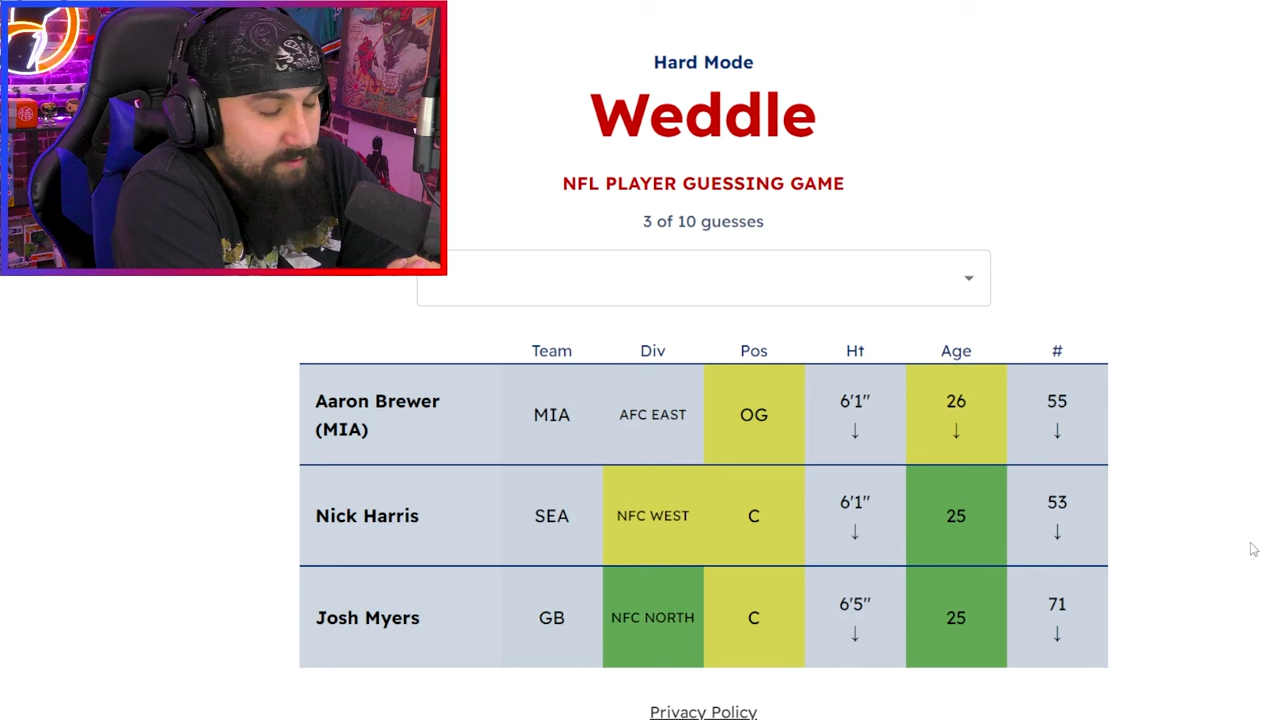 Hard Mode
Weddle
NFL PLAYER GUESSING GAME
3 of 10 guesses
Team Div Pos Ht Age #
Aaron Brewer (MIA) MIA AFC EAST OG 6'1" ↓ 26 ↓ 55 ↓
Nick Harris SEA NFC WEST C 6'1" ↓ 25 53 ↓
Josh Myers GB NFC NORTH C 6'5" ↓ 25 71 ↓
Privacy Policy